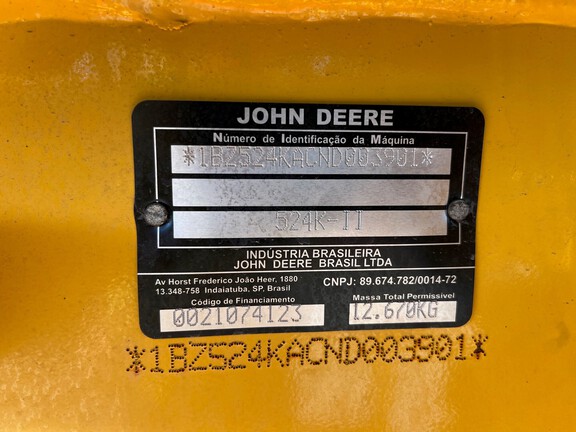 JOHN DEERE
Número de Identificação da Máquina
*1BZ524KACND003901*
524K-II
INDÚSTRIA BRASILEIRA
JOHN DEERE BRASIL LTDA
Av Horst Frederico João Heer, 1880
13.348-758 Indaiatuba, SP, Brasil
CNPJ: 89.674.782/0014-72
Código de Financiamento
Massa Total Permissível
0021074123
12.670KG
*1BZ524KACND003901*